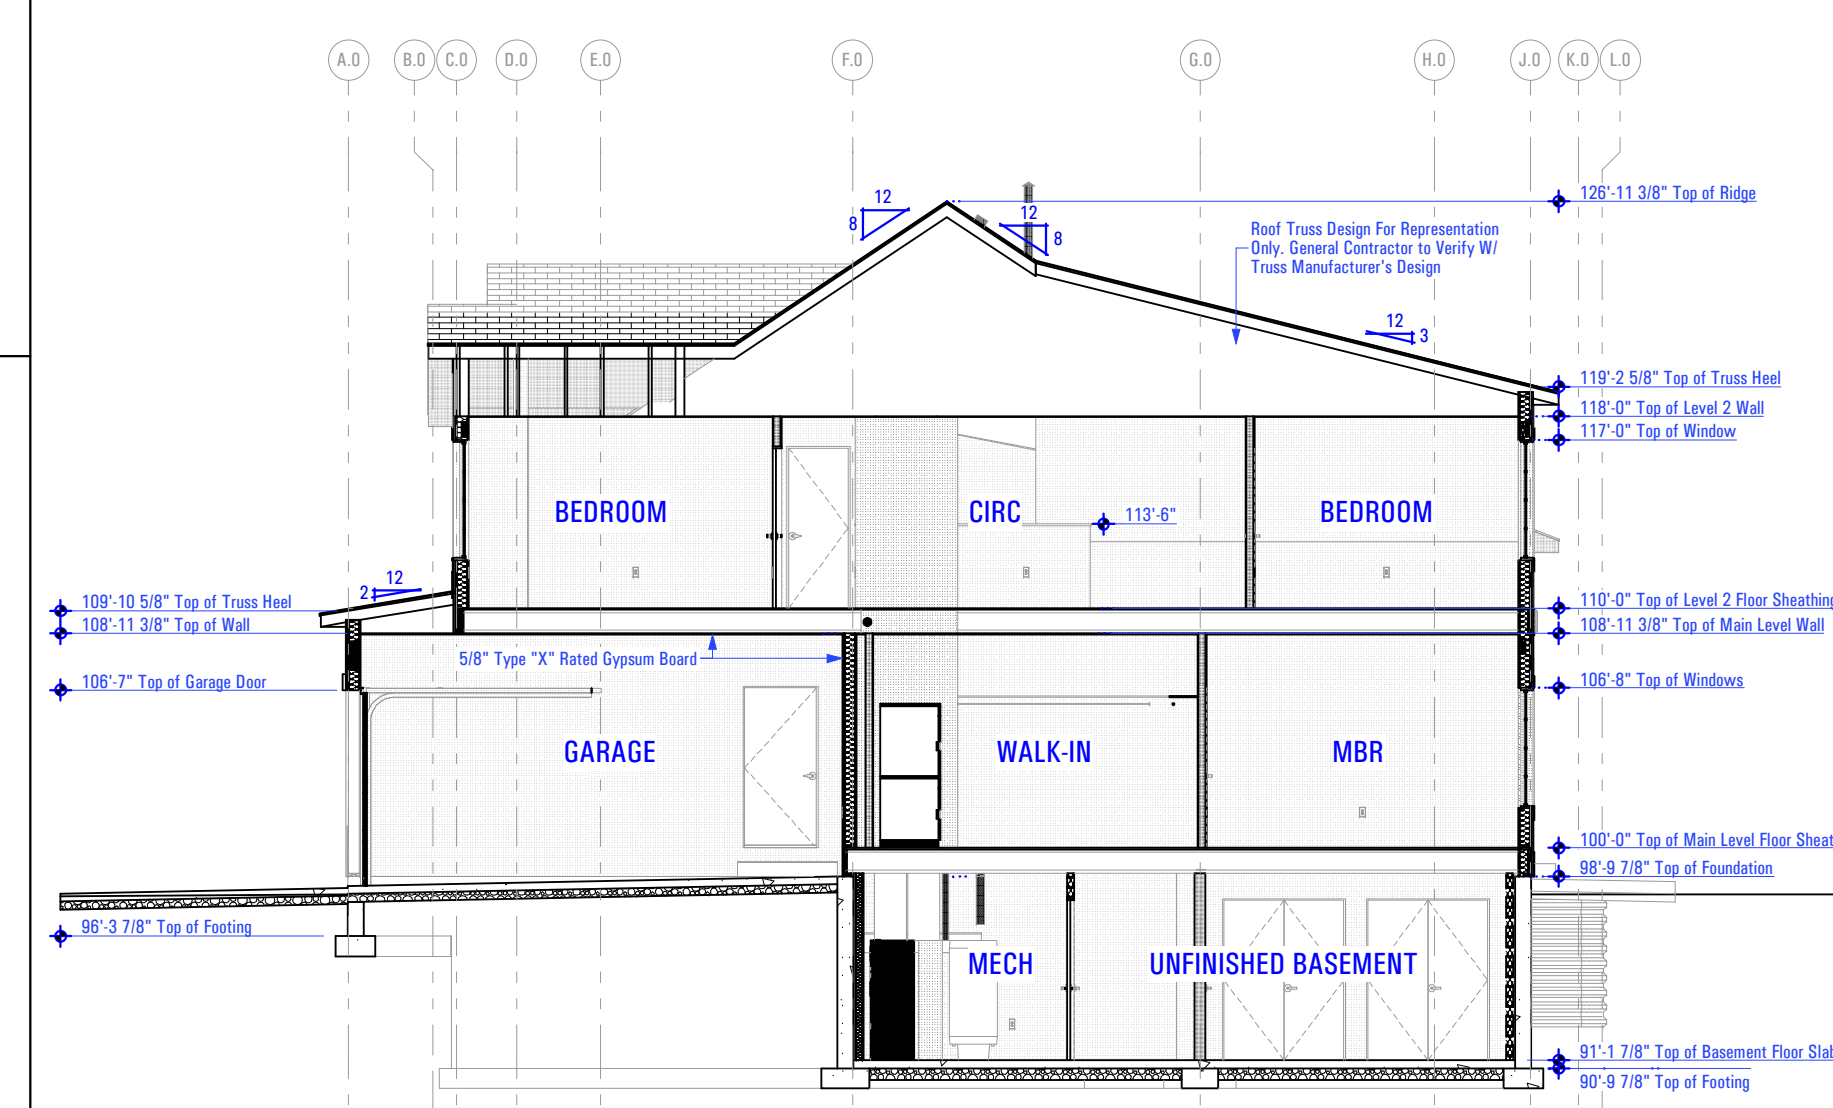 A.0 B.0 C.0 D.0 E.0 F.0 G.0 H.0 J.0 K.0 L.0
126'-11 3/8" Top of Ridge
12
8
12
8
Roof Truss Design For Representation
Only. General Contractor to Verify W/
Truss Manufacturer's Design
12
3
119'-2 5/8" Top of Truss Heel
118'-0" Top of Level 2 Wall
117'-0" Top of Window
BEDROOM
CIRC
113'-6"
BEDROOM
12
2
109'-10 5/8" Top of Truss Heel
108'-11 3/8" Top of Wall
110'-0" Top of Level 2 Floor Sheathing
108'-11 3/8" Top of Main Level Wall
5/8" Type "X" Rated Gypsum Board
106'-7" Top of Garage Door
106'-8" Top of Windows
GARAGE
WALK-IN
MBR
100'-0" Top of Main Level Floor Sheat
98'-9 7/8" Top of Foundation
96'-3 7/8" Top of Footing
MECH
UNFINISHED BASEMENT
91'-1 7/8" Top of Basement Floor Slab
90'-9 7/8" Top of Footing